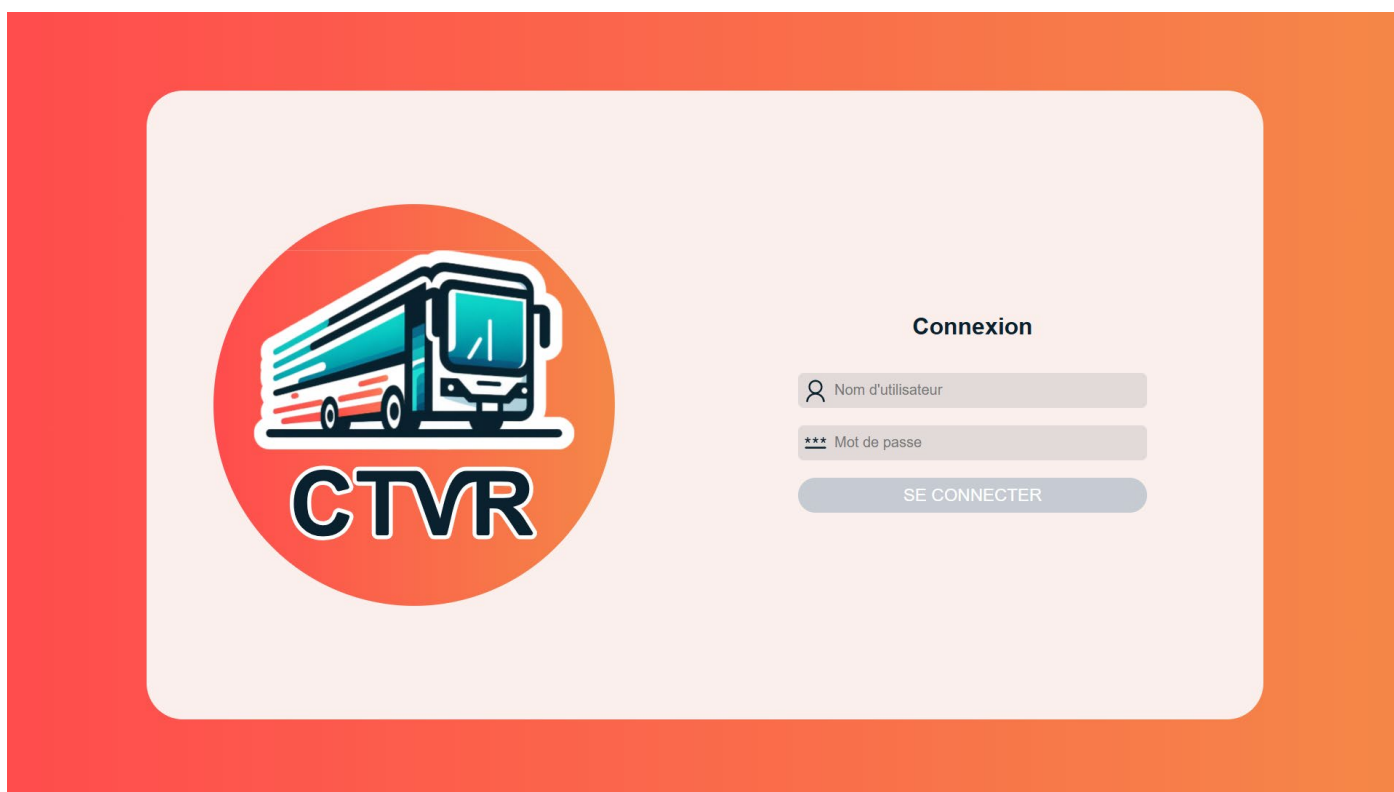 CTVR
Connexion
Nom d'utilisateur
*** Mot de passe
SE CONNECTER